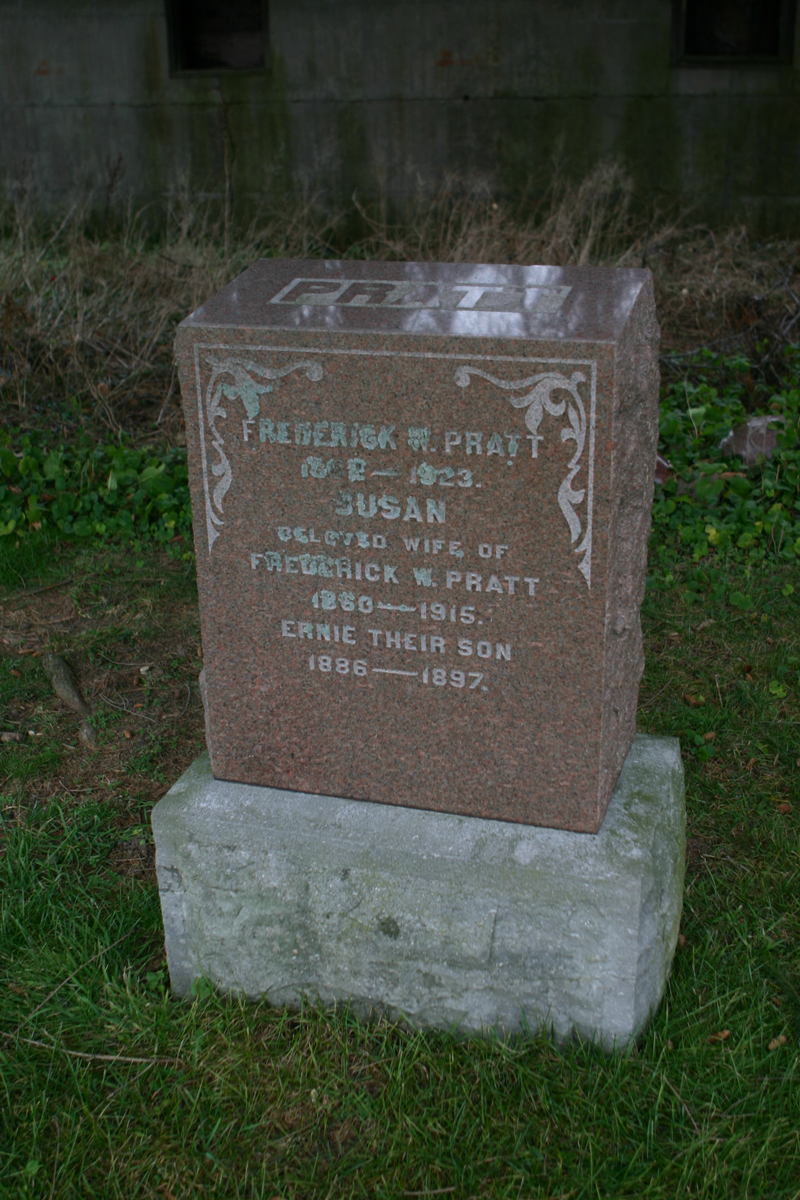 PRATT
FREDERICK W. PRATT
— 1923.
SUSAN
BELOVED WIFE OF
FREDERICK W. PRATT
1860 — 1915.
ERNIE THEIR SON
1886 — 1897.